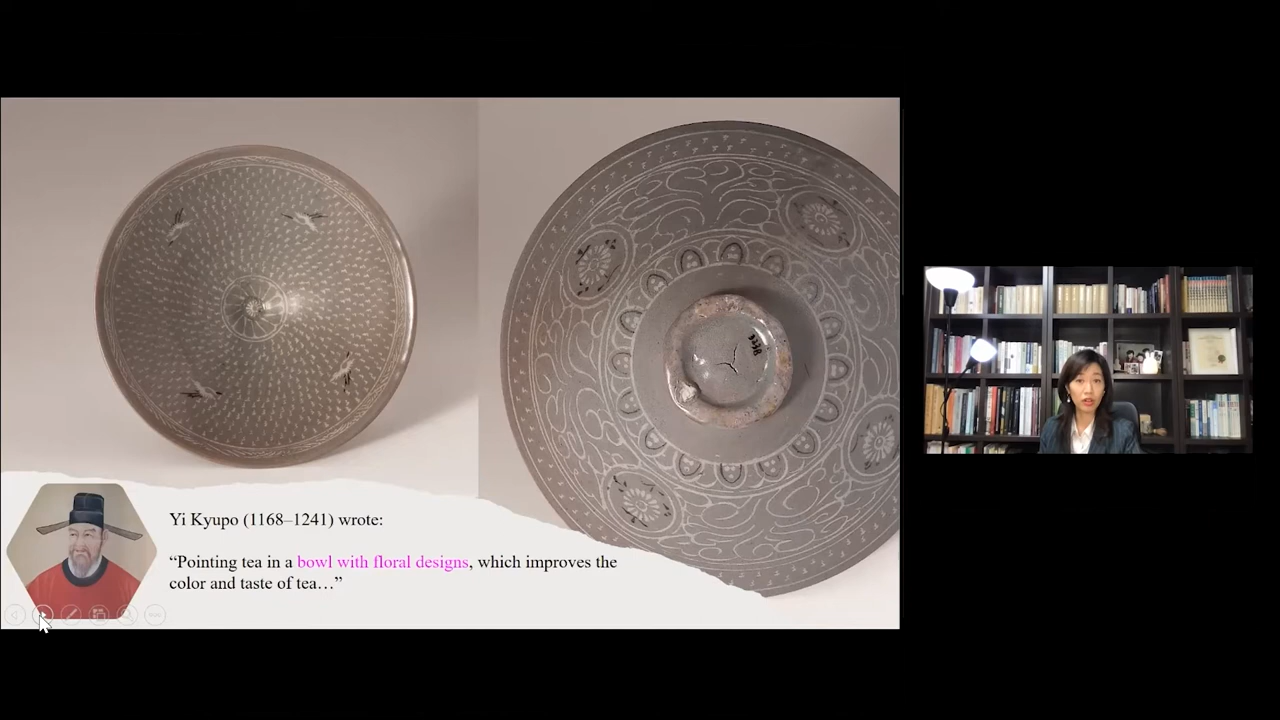 Yi Kyupo (1168–1241) wrote:
“Pointing tea in a bowl with floral designs, which improves the
color and taste of tea…”